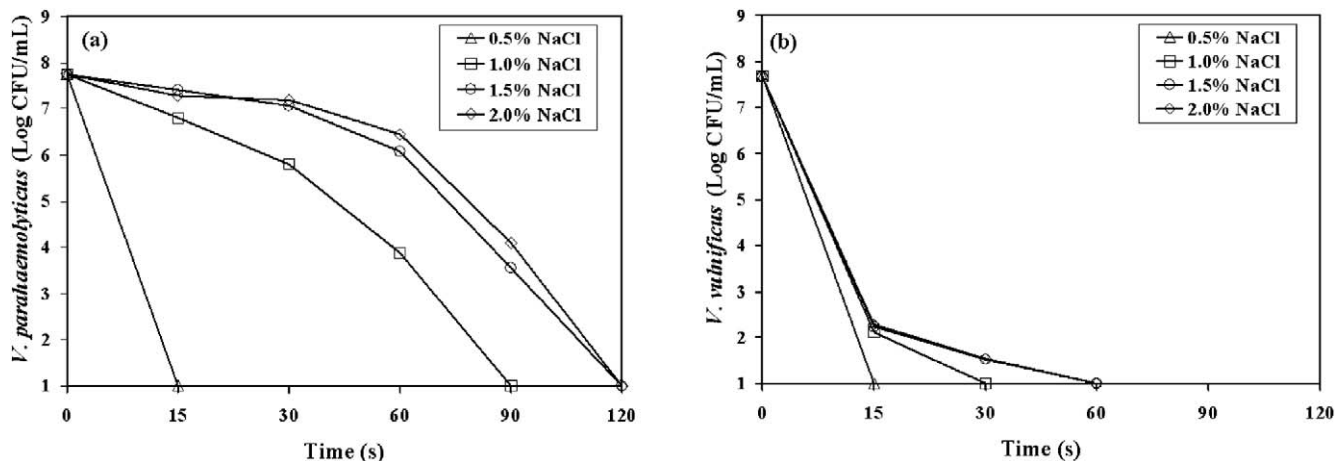 (a)
0.5% NaCl
1.0% NaCl
1.5% NaCl
2.0% NaCl
V. parahaemolyticus (Log CFU/mL)
9
8
7
6
5
4
3
2
1
0 15 30 60 90 120
Time (s)
(b)
0.5% NaCl
1.0% NaCl
1.5% NaCl
2.0% NaCl
V. vulnificus (Log CFU/mL)
9
8
7
6
5
4
3
2
1
0 15 30 60 90 120
Time (s)